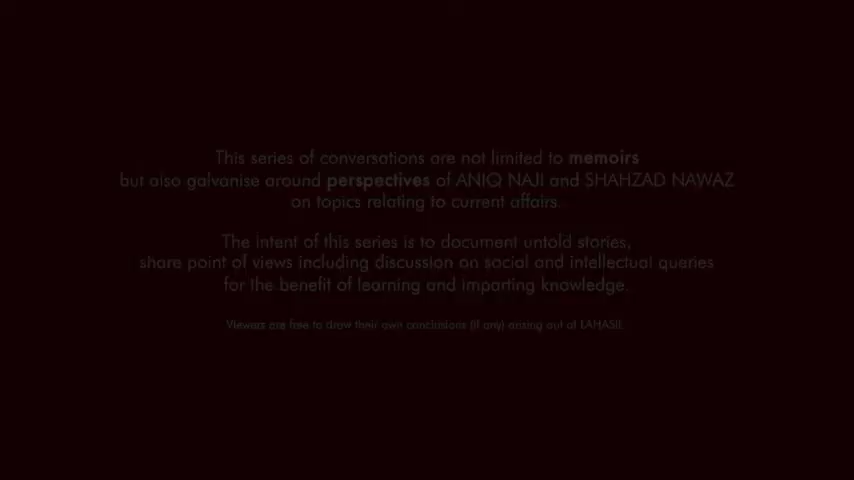 This series of conversations are not limited to memoirs
but also galvanise around perspectives of ANIQ NAJI and SHAHZAD NAWAZ
on topics relating to current affairs.
The intent of this series is to document untold stories,
share point of views including discussion on social and intellectual queries
for the benefit of learning and imparting knowledge.
Viewers are free to draw their own conclusions (if any) arising out of LAHASIL